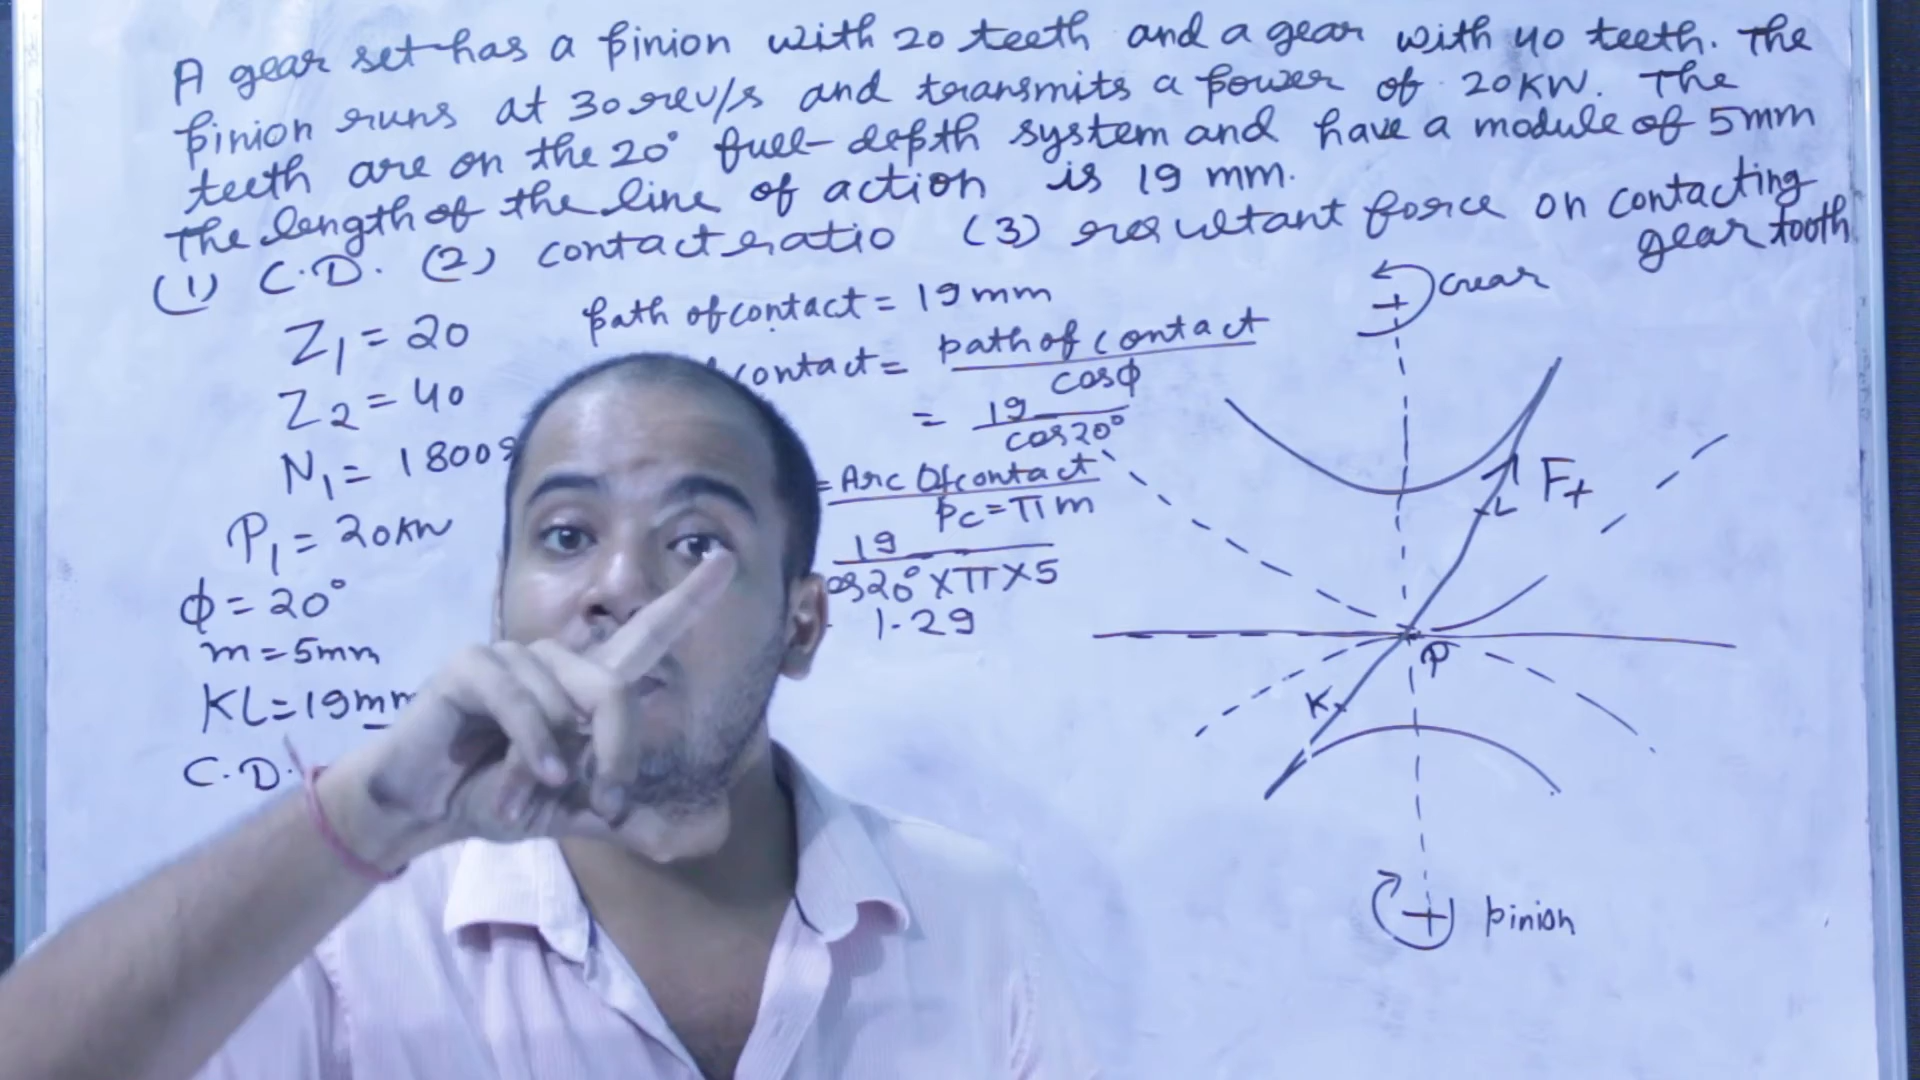 A gear set has a pinion with 20 teeth and a gear with 40 teeth. The
pinion runs at 30 rev/s and transmits a power of 20KW. The
teeth are on the 20° full-depth system and have a module of 5mm
The length of the line of action is 19 mm.
(1) C.D. (2) contact ratio (3) resultant force on contacting
gear tooth
Z1 = 20
Z2 = 40
N1 = 1800
P1 = 20KW
Φ = 20°
m = 5mm
KL = 19mm
C.D.
path of contact = 19mm
contact = path of contact
cosφ
= 19
cos20°
= Arc Of contact
Pc = πm
19
20° × π × 5
1.29
Gear
Ft
L
P
K
pinion